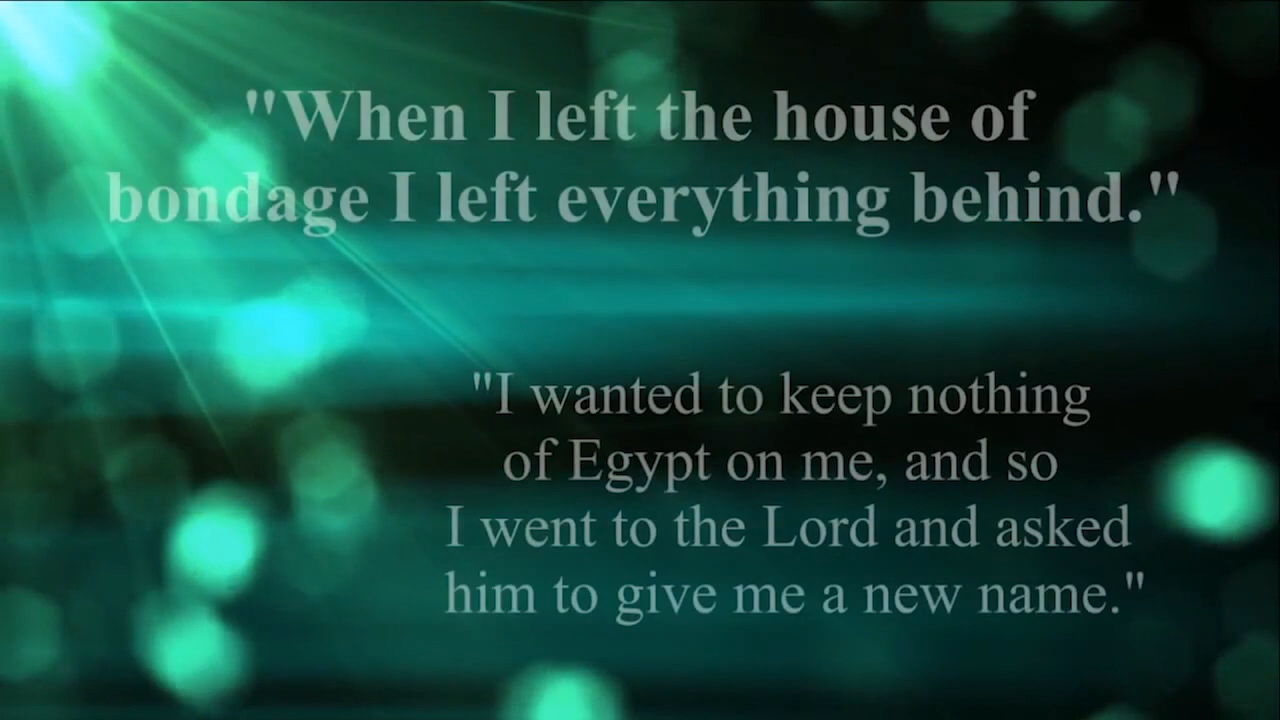 "When I left the house of
bondage I left everything behind."
"I wanted to keep nothing
of Egypt on me, and so
I went to the Lord and asked
him to give me a new name."